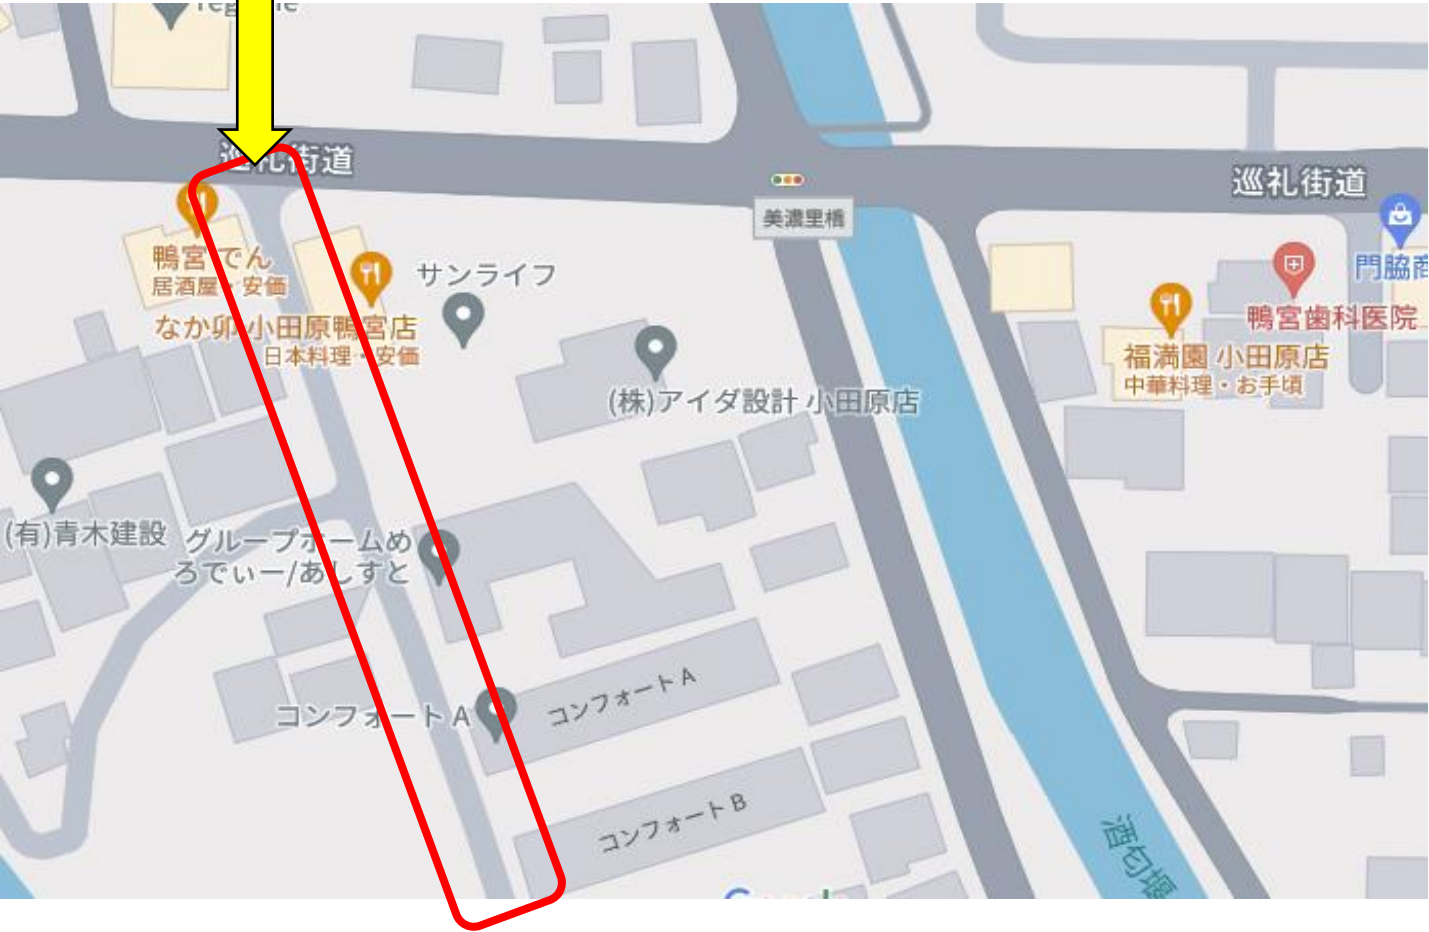 巡礼街道
巡礼街道
美濃里橋
鴨宮 でん
居酒屋・安価
サンライフ
門脇商
なか卯 小田原鴨宮店
日本料理・安価
鴨宮歯科医院
福満園 小田原店
中華料理・お手頃
(株)アイダ設計 小田原店
(有)青木建設
グループホームめ
ろでぃー/あしすと
コンフォート A
コンフォート A
コンフォート B
酒匂堰